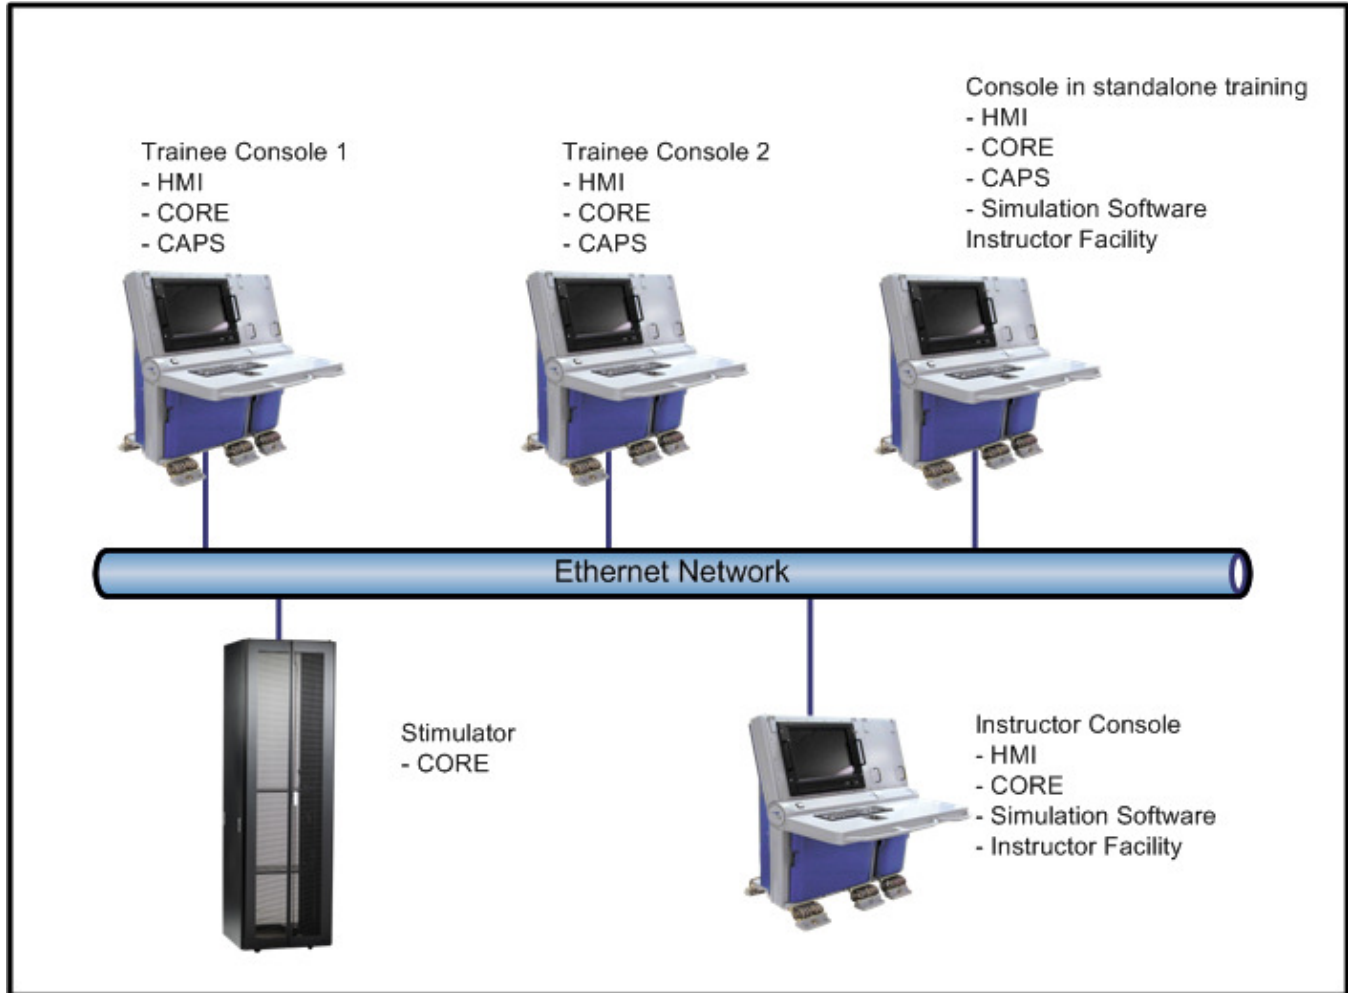 Trainee Console 1
- HMI
- CORE
- CAPS
Trainee Console 2
- HMI
- CORE
- CAPS
Console in standalone training
- HMI
- CORE
- CAPS
- Simulation Software
Instructor Facility
Ethernet Network
Stimulator
- CORE
Instructor Console
- HMI
- CORE
- Simulation Software
- Instructor Facility